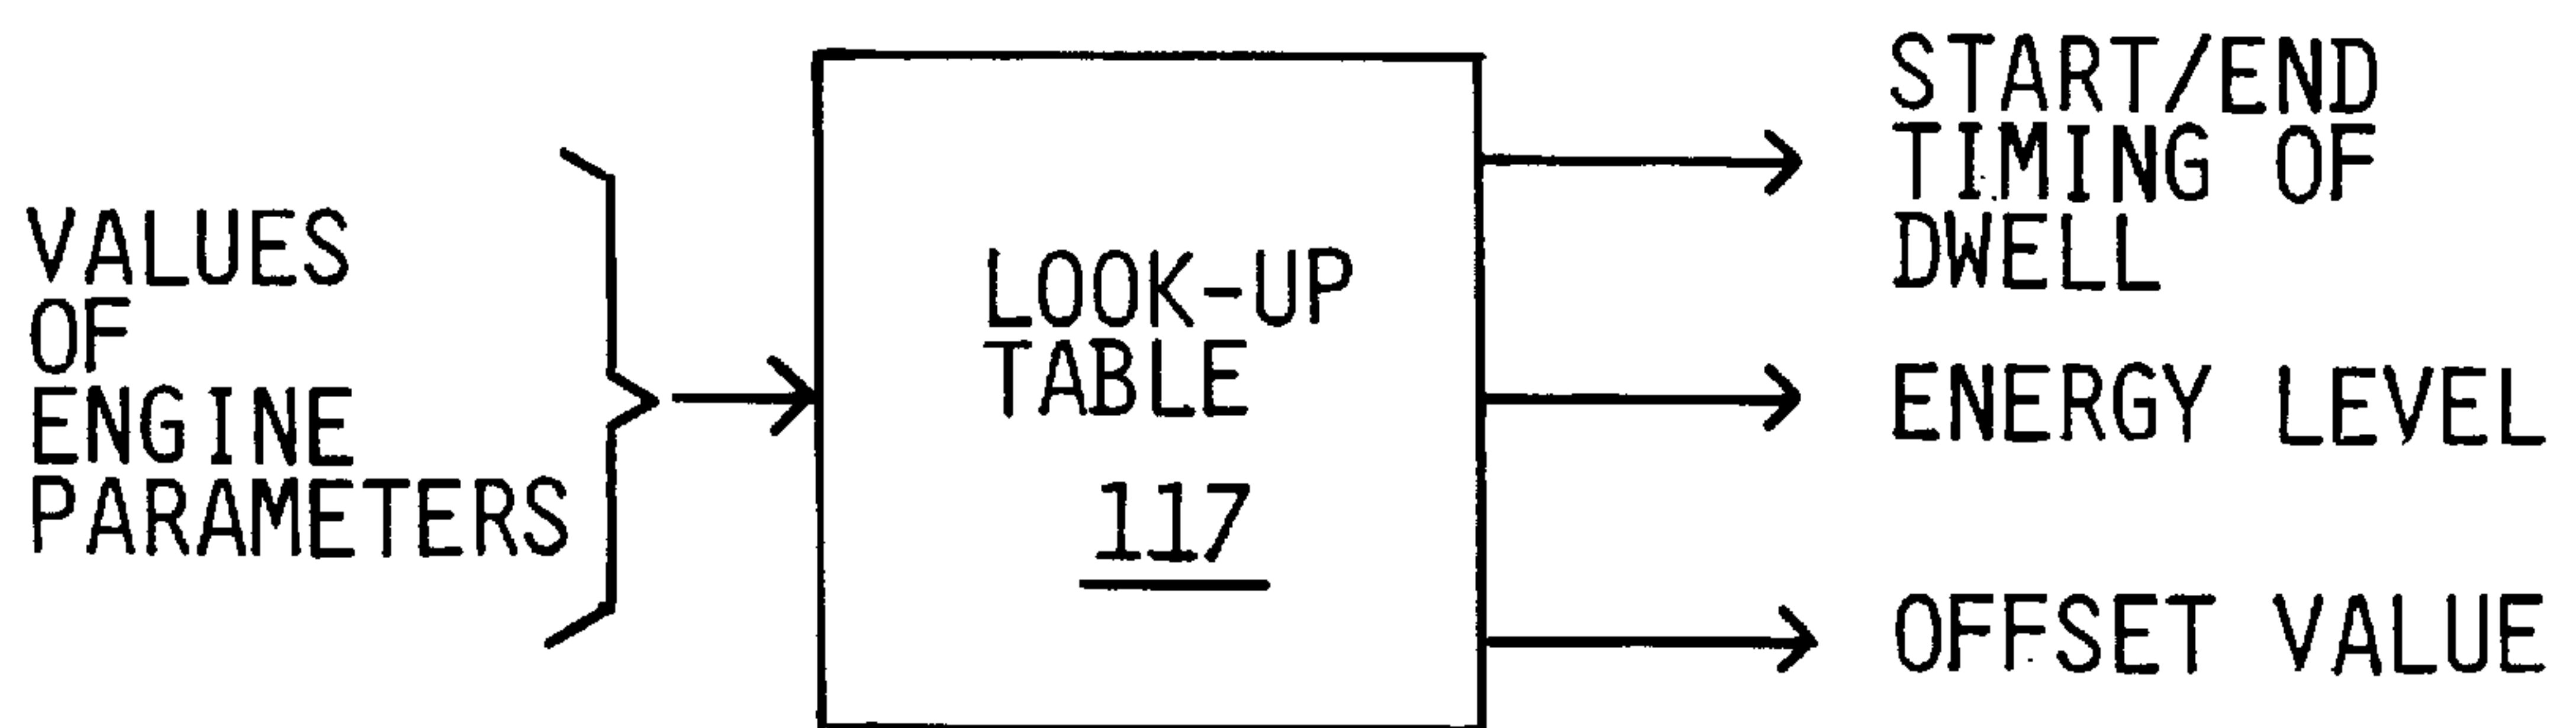 VALUES
OF
ENGINE
PARAMETERS
LOOK-UP
TABLE
117
START/END
TIMING OF
DWELL
ENERGY LEVEL
OFFSET VALUE